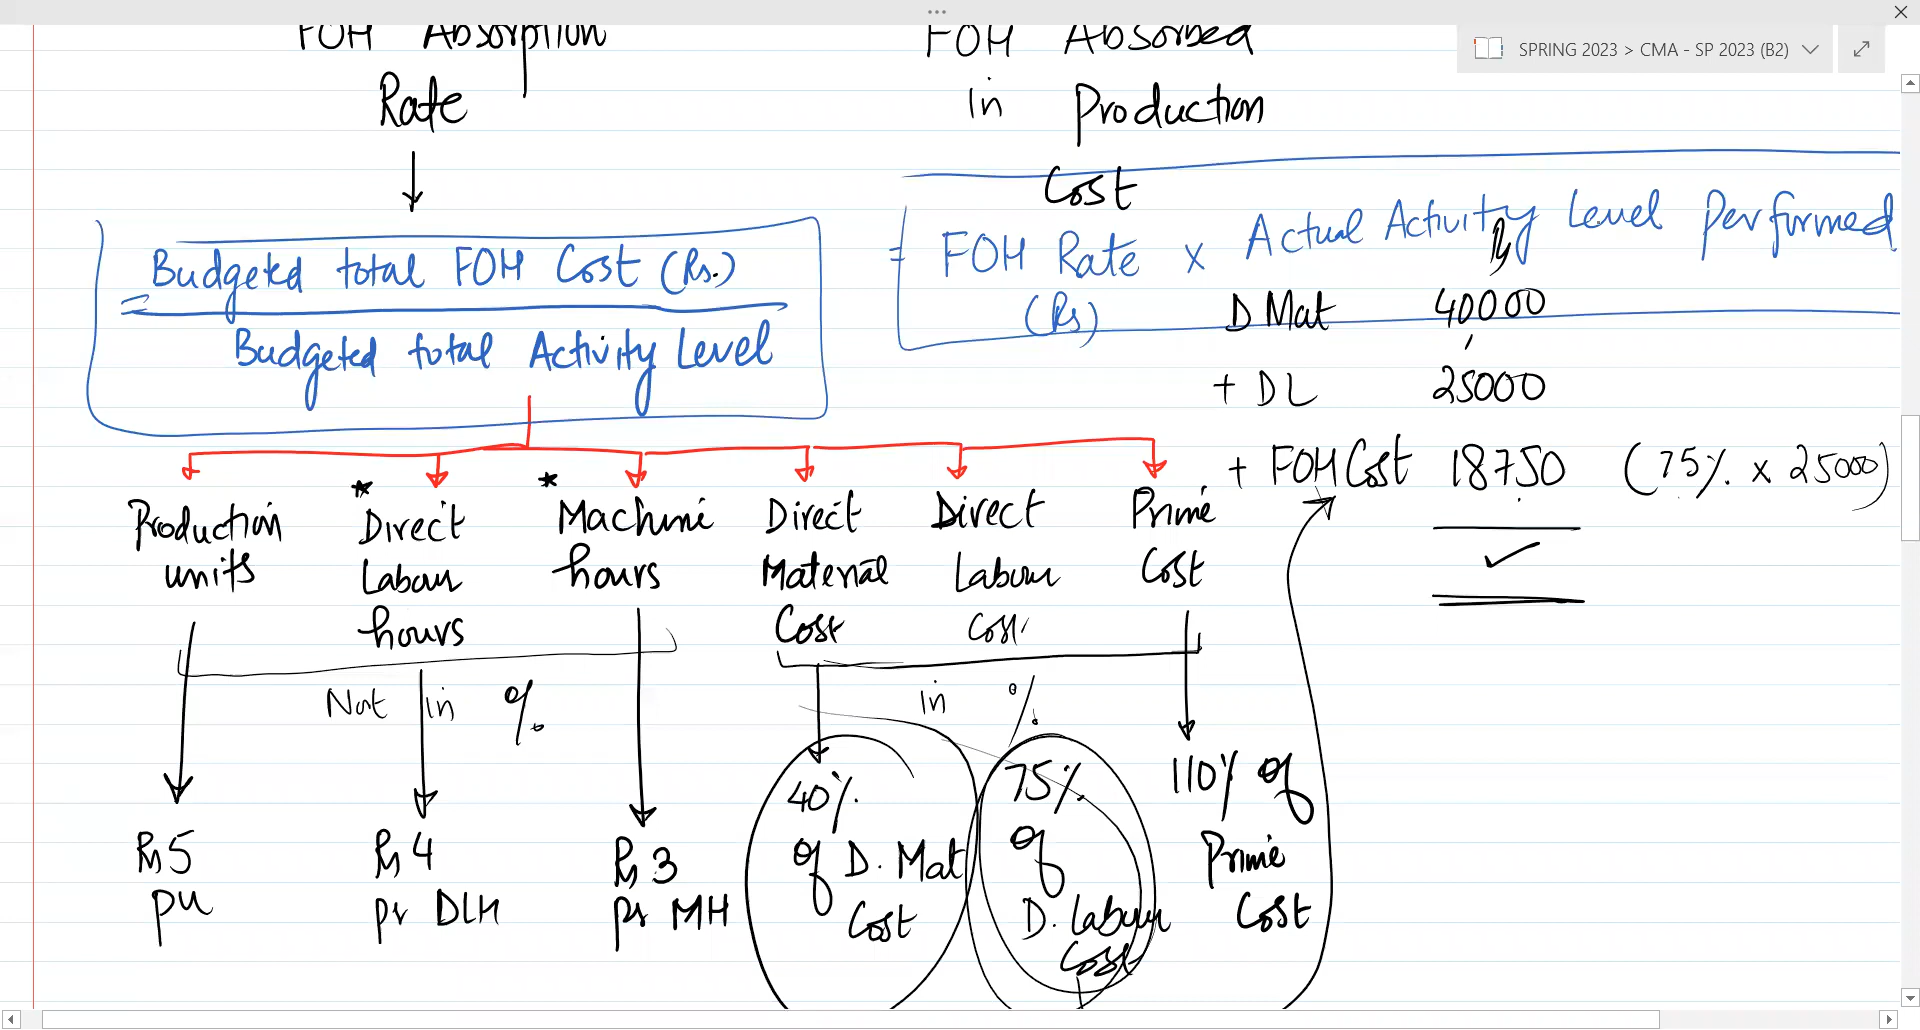 SPRING 2023 > CMA - SP 2023 (B2)
FOH Absorption
Rate
FOH Absorbed
in Production
Cost
= Budgeted total FOH Cost (Rs.)
Budgeted total Activity Level
= FOH Rate x Actual Activity Level Performed
(Rs)
Rs
D Mat 40000
+ DL 25000
+ FOH Cost 18750 (75% x 25000)
Production
units
* Direct
Labour
hours
* Machine
hours
Direct
Material
Cost
Direct
Labour
Cost
Prime
Cost
Not in %
in %
Rs 5
pu
Rs 4
pr DLH
Rs 3
pr MH
40%
of D. Mat
Cost
75%
of
D. Labour
Cost
110% of
Prime
Cost